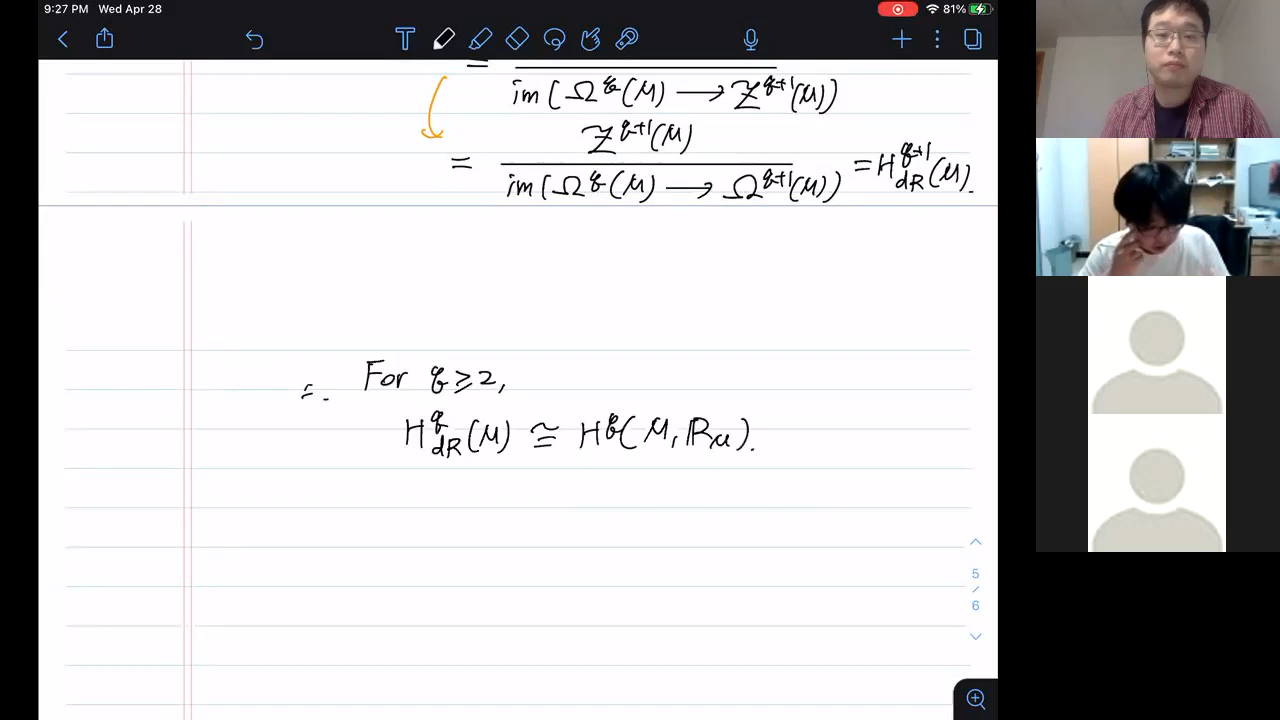 9:27 PM Wed Apr 28
81%
=
im(Ω^q(M) → Z^{q+1}(M))
= Z^{q+1}(M) / im(Ω^q(M) → Ω^{q+1}(M)) = H^{q+1}_{dR}(M).
∴ For q ≥ 2,
H^q_{dR}(M) ≅ H^q(M, ℝ_M).
5
6